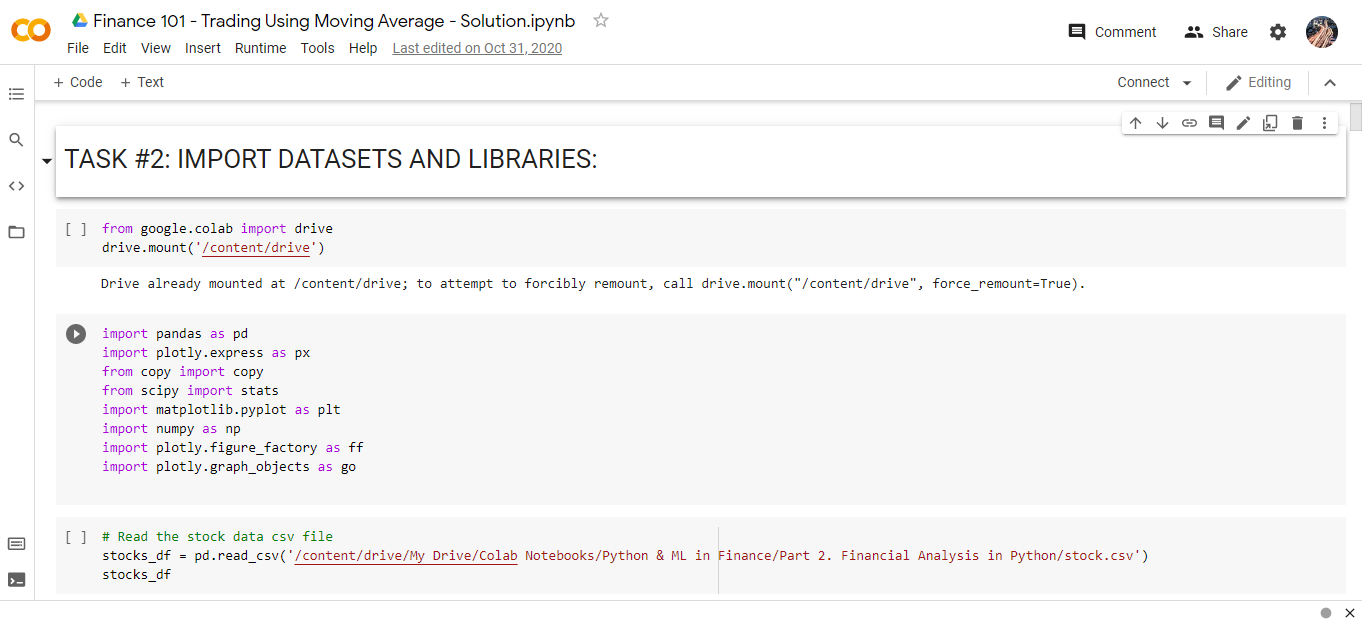 Finance 101 - Trading Using Moving Average - Solution.ipynb
File Edit View Insert Runtime Tools Help Last edited on Oct 31, 2020
Comment Share
+ Code + Text
Connect Editing
TASK #2: IMPORT DATASETS AND LIBRARIES:
[ ] from google.colab import drive
drive.mount('/content/drive')
Drive already mounted at /content/drive; to attempt to forcibly remount, call drive.mount("/content/drive", force_remount=True).
import pandas as pd
import plotly.express as px
from copy import copy
from scipy import stats
import matplotlib.pyplot as plt
import numpy as np
import plotly.figure_factory as ff
import plotly.graph_objects as go
[ ] # Read the stock data csv file
stocks_df = pd.read_csv('/content/drive/My Drive/Colab Notebooks/Python & ML in Finance/Part 2. Financial Analysis in Python/stock.csv')
stocks_df